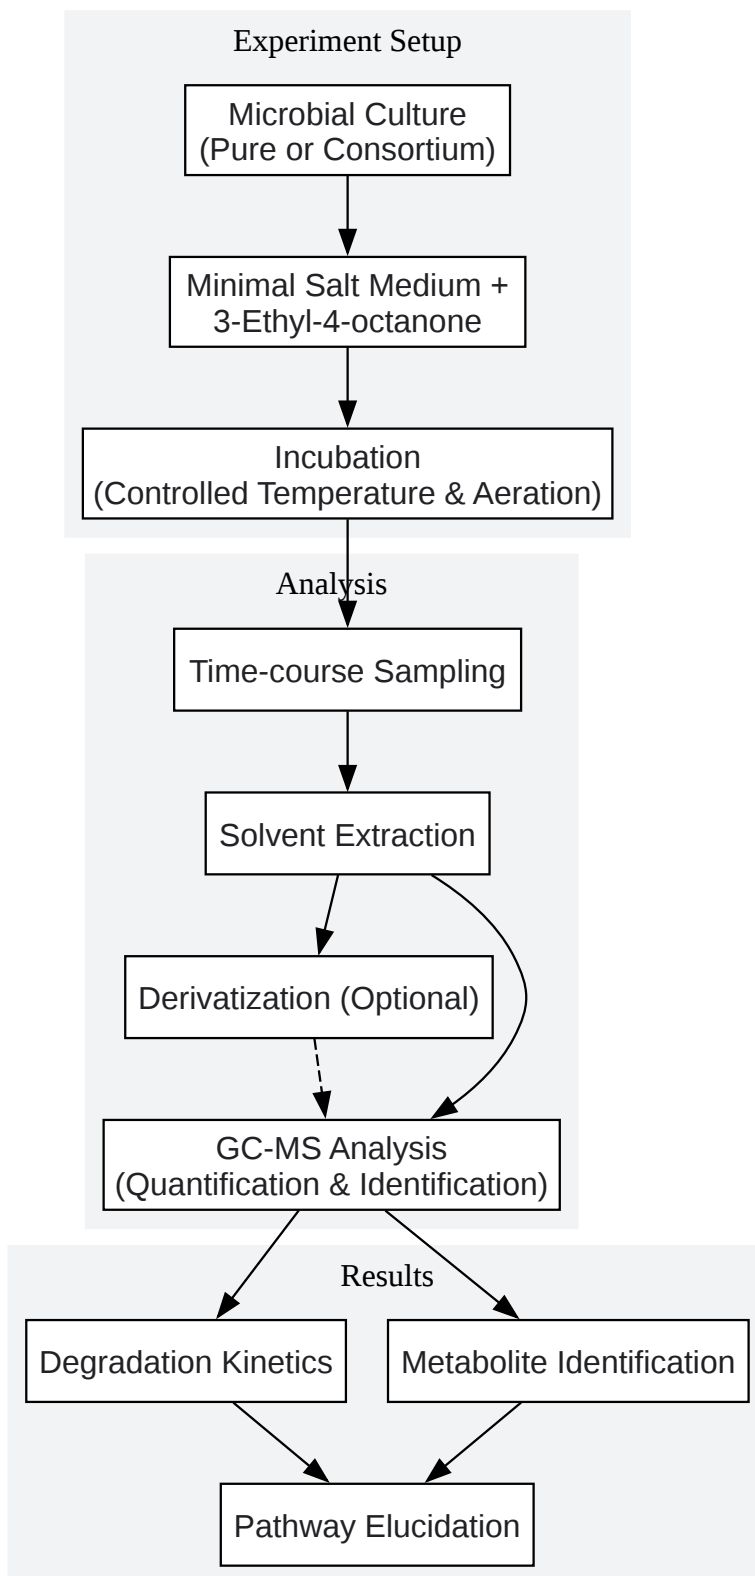 Experiment Setup
Microbial Culture
(Pure or Consortium)
Minimal Salt Medium +
3-Ethyl-4-octanone
Incubation
(Controlled Temperature & Aeration)
Analysis
Time-course Sampling
Solvent Extraction
Derivatization (Optional)
GC-MS Analysis
(Quantification & Identification)
Results
Degradation Kinetics
Metabolite Identification
Pathway Elucidation